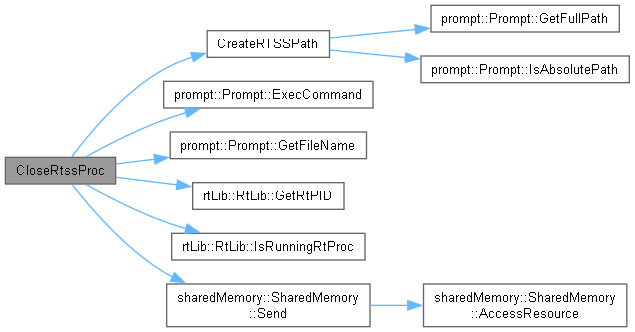 CloseRtssProc
CreateRTSSPath
prompt::Prompt::GetFullPath
prompt::Prompt::IsAbsolutePath
prompt::Prompt::ExecCommand
prompt::Prompt::GetFileName
rtLib::RtLib::GetRtPID
rtLib::RtLib::IsRunningRtProc
sharedMemory::SharedMemory
::Send
sharedMemory::SharedMemory
::AccessResource